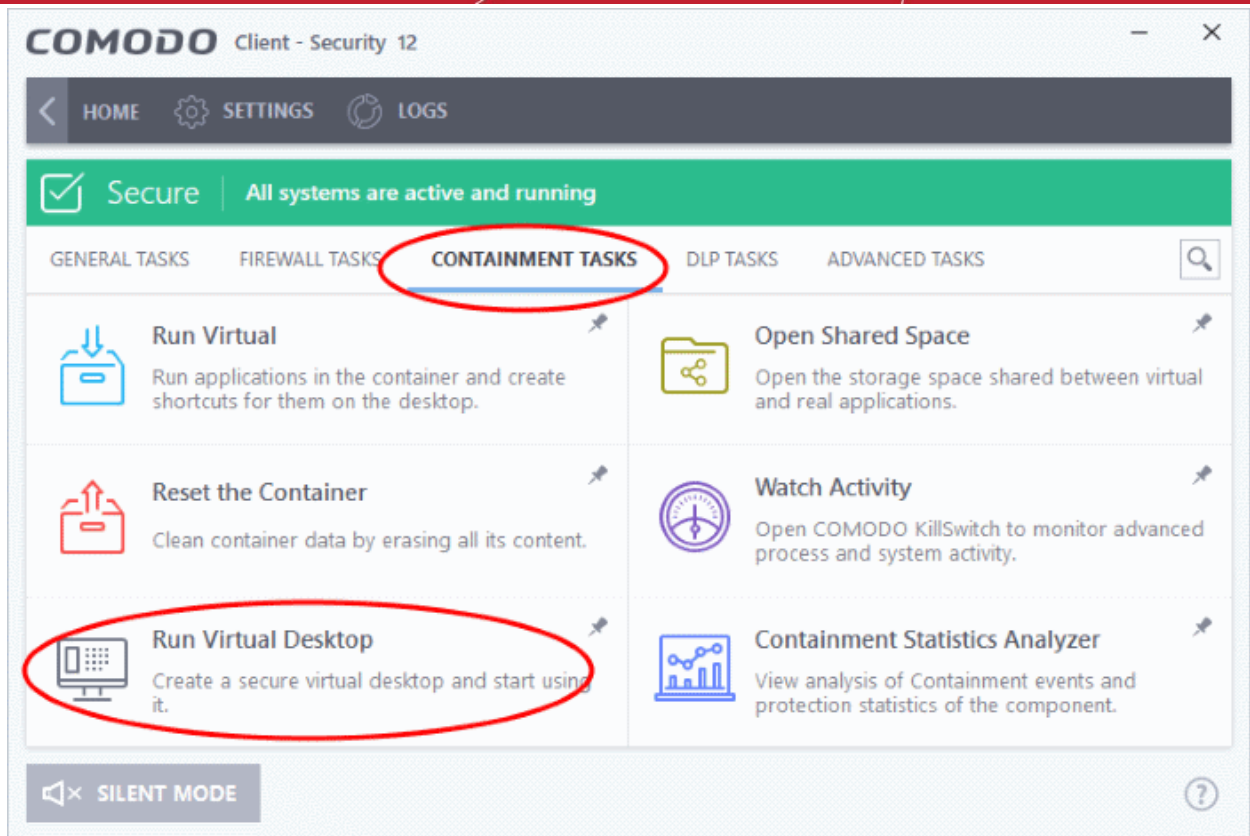 COMODO Client - Security 12
HOME SETTINGS LOGS
Secure All systems are active and running
GENERAL TASKS FIREWALL TASKS CONTAINMENT TASKS DLP TASKS ADVANCED TASKS
Run Virtual
Run applications in the container and create
shortcuts for them on the desktop.
Open Shared Space
Open the storage space shared between virtual
and real applications.
Reset the Container
Clean container data by erasing all its content.
Watch Activity
Open COMODO KillSwitch to monitor advanced
process and system activity.
Run Virtual Desktop
Create a secure virtual desktop and start using
it.
Containment Statistics Analyzer
View analysis of Containment events and
protection statistics of the component.
SILENT MODE
?